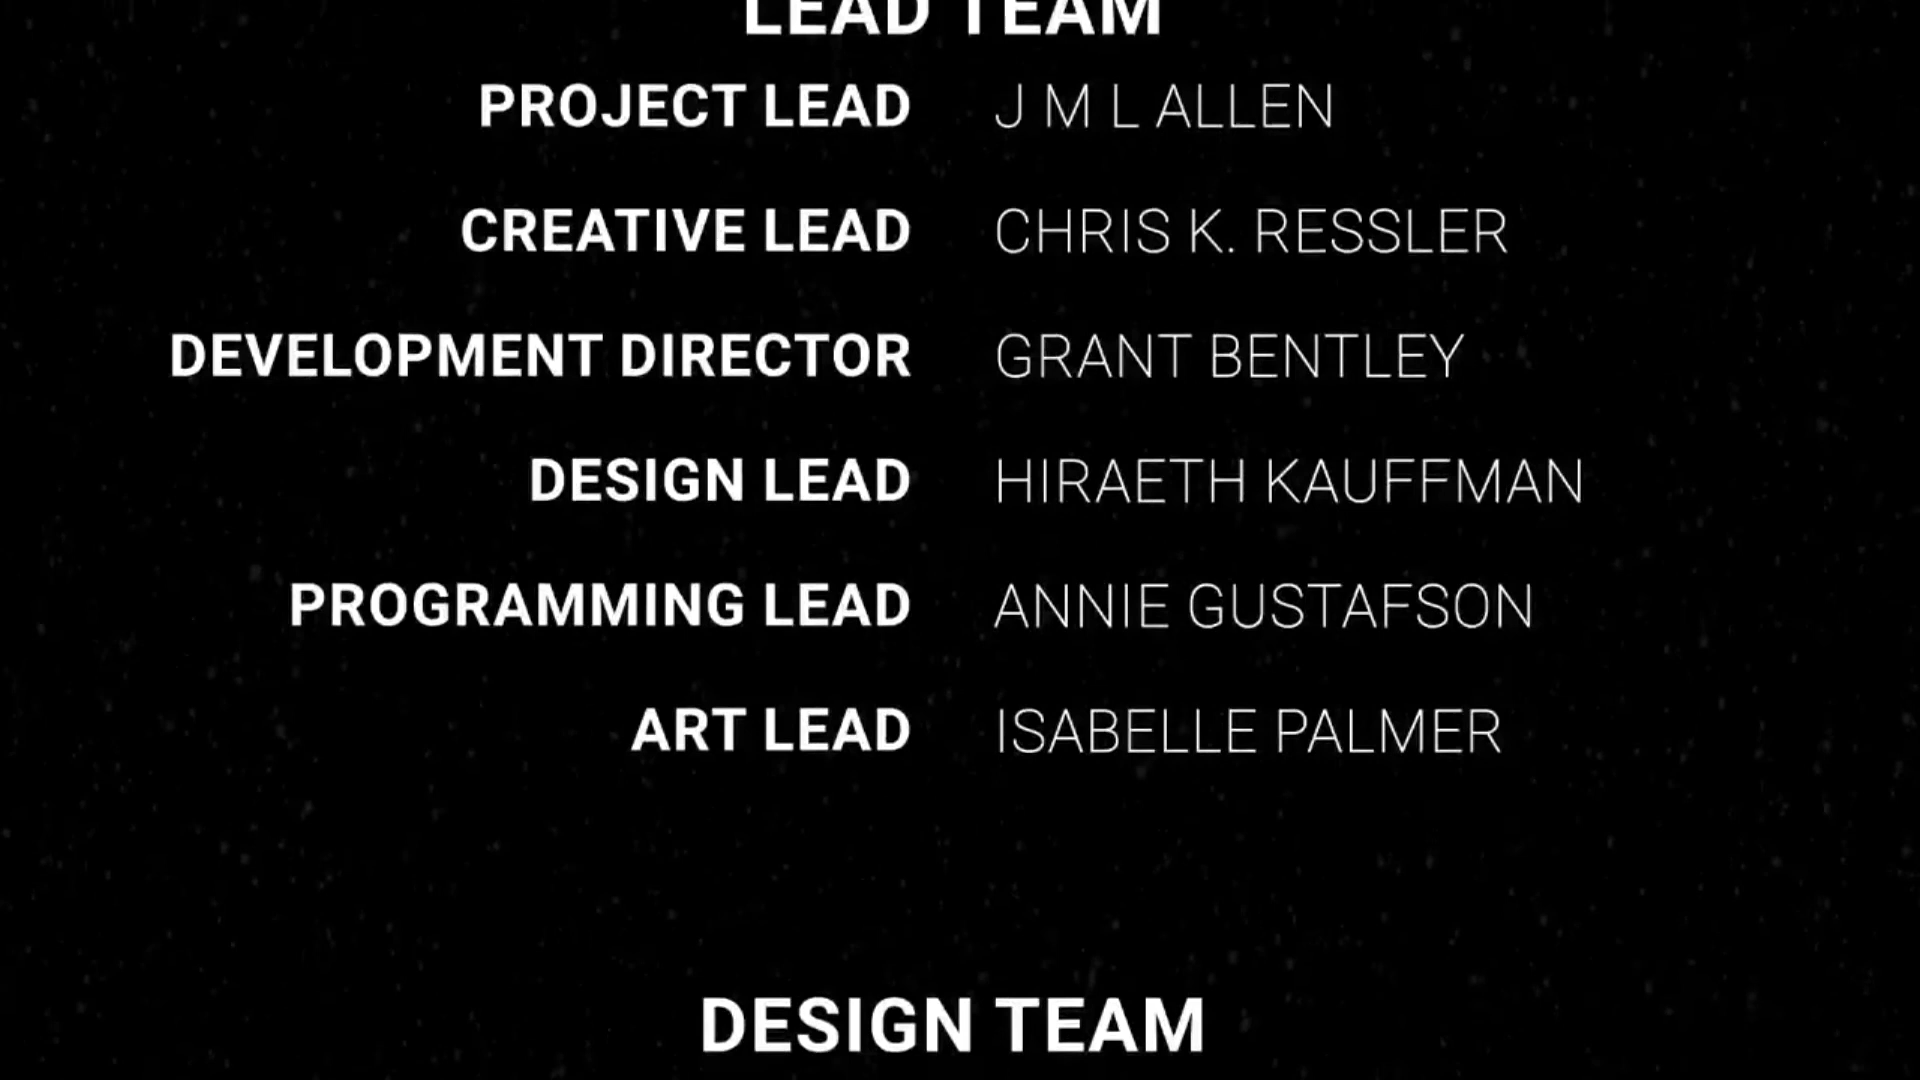 LEAD TEAM
PROJECT LEAD J M L ALLEN
CREATIVE LEAD CHRIS K. RESSLER
DEVELOPMENT DIRECTOR GRANT BENTLEY
DESIGN LEAD HIRAETH KAUFFMAN
PROGRAMMING LEAD ANNIE GUSTAFSON
ART LEAD ISABELLE PALMER
DESIGN TEAM